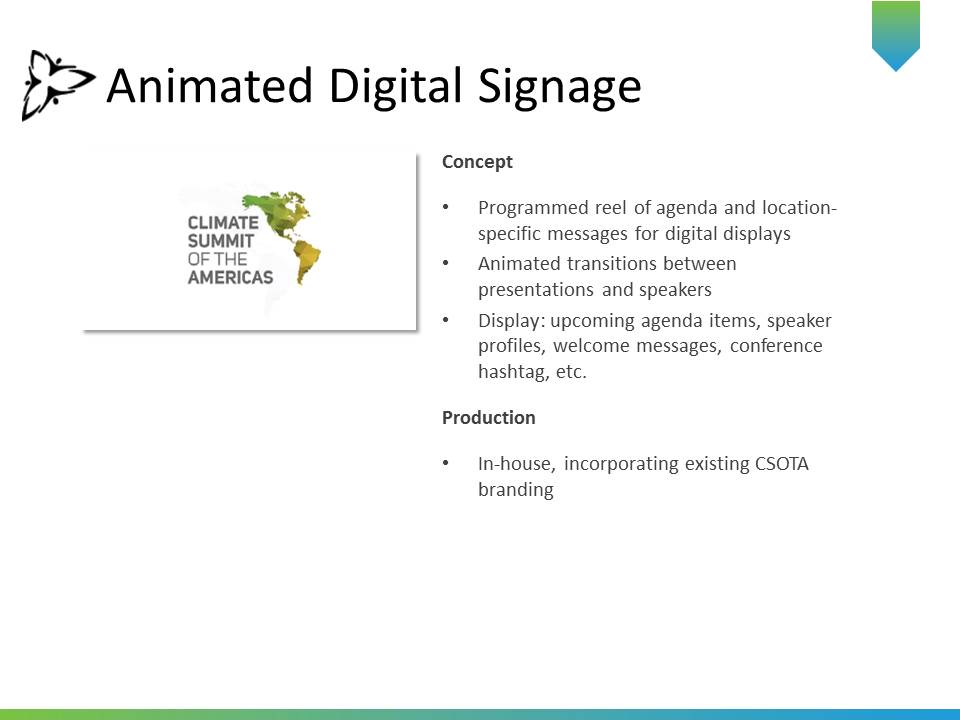 Animated Digital Signage
CLIMATE
SUMMIT
OF THE
AMERICAS
Concept
• Programmed reel of agenda and location-
specific messages for digital displays
• Animated transitions between
presentations and speakers
• Display: upcoming agenda items, speaker
profiles, welcome messages, conference
hashtag, etc.
Production
• In-house, incorporating existing CSOTA
branding